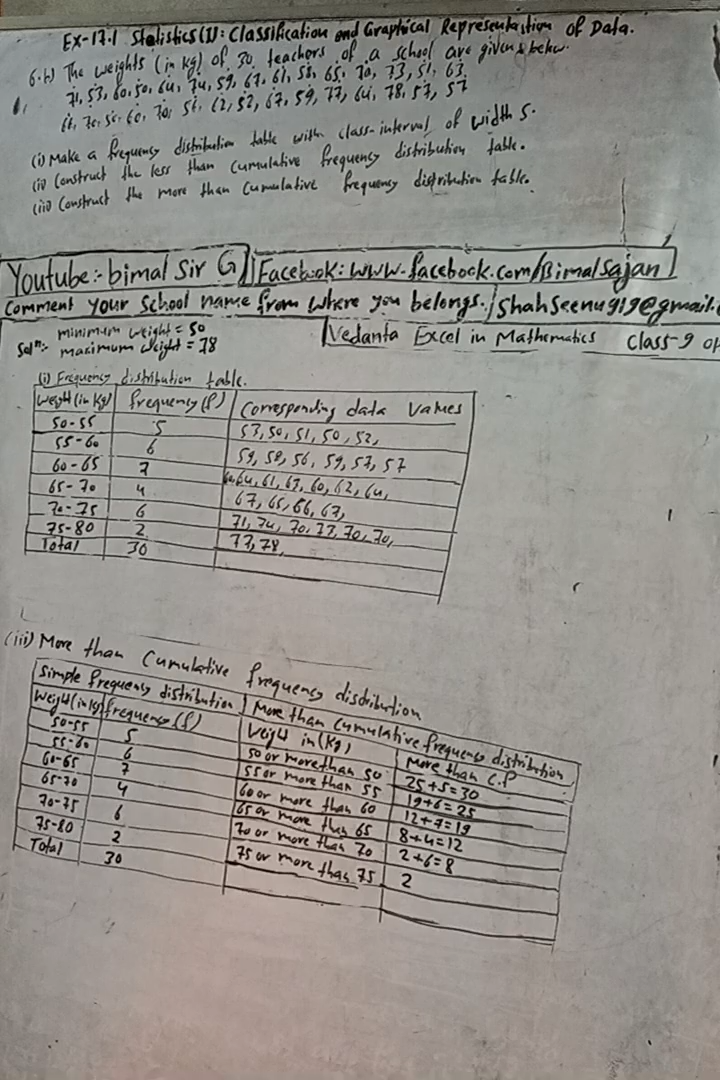 Ex-17.1 Statistics (I): Classification and Graphical Representation of Data.
6.b) The weights (in kg) of 30 teachers of a school are given below.
71, 53, 60, 50, 64, 74, 59, 67, 61, 58, 65, 70, 73, 51, 63
66, 70, 56, 60, 70, 50, 62, 52, 67, 59, 77, 64, 78, 57, 57
(i) Make a frequency distribution table with class-interval of width 5.
(ii) Construct the less than cumulative frequency distribution table.
(iii) Construct the more than cumulative frequency distribution table.
Youtube:- bimal Sir G Facebook: www.facebook.com/Bimalsajan
Comment your School name from where you belongs. shahseenu919@gmail.
Soln:- minimum weight = 50
maximum weight = 78
Vedanta Excel in Mathematics Class-9 op
(i) Frequency distribution table.
Weight (in kg) frequency (f) Corresponding data values
50-55 5 53, 50, 51, 50, 52,
55-60 6 59, 58, 56, 59, 57, 57
60-65 7 60, 64, 61, 63, 60, 62, 64,
65-70 4 67, 65, 66, 67,
70-75 6 71, 74, 70, 73, 70, 70,
75-80 2 77, 78,
Total 30
(iii) More than Cumulative frequency disdribution
Simple frequency distribution More than Cumulative frequency distribution
Weight (in kg) frequency (f) Weight in (Kg) More than C.F
50-55 5 50 or more than 50 25+5=30
55-60 6 55 or more than 55 19+6=25
60-65 7 60 or more than 60 12+7=19
65-70 4 65 or more than 65 8+4=12
70-75 6 70 or more than 70 2+6=8
75-80 2 75 or more than 75 2
Total 30